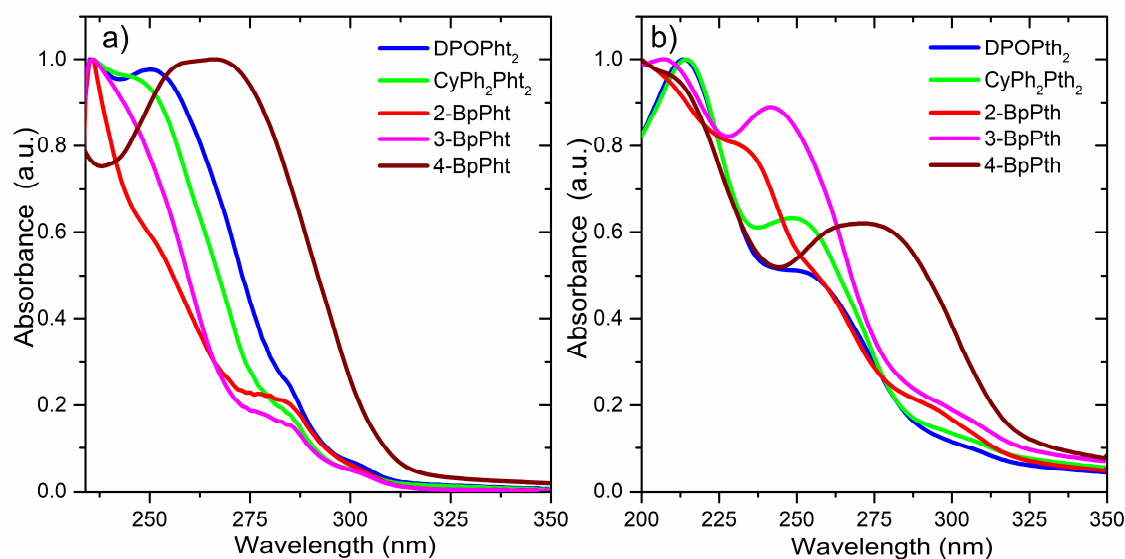 a)
DPOPht₂
CyPh₂Pht₂
2-BpPht
3-BpPht
4-BpPht
Absorbance (a.u.)
1.0
0.8
0.6
0.4
0.2
0.0
250 275 300 325 350
Wavelength (nm)
b)
DPOPth₂
CyPh₂Pth₂
2-BpPth
3-BpPth
4-BpPth
Absorbance (a.u.)
1.0
0.8
0.6
0.4
0.2
0.0
200 225 250 275 300 325 350
Wavelength (nm)